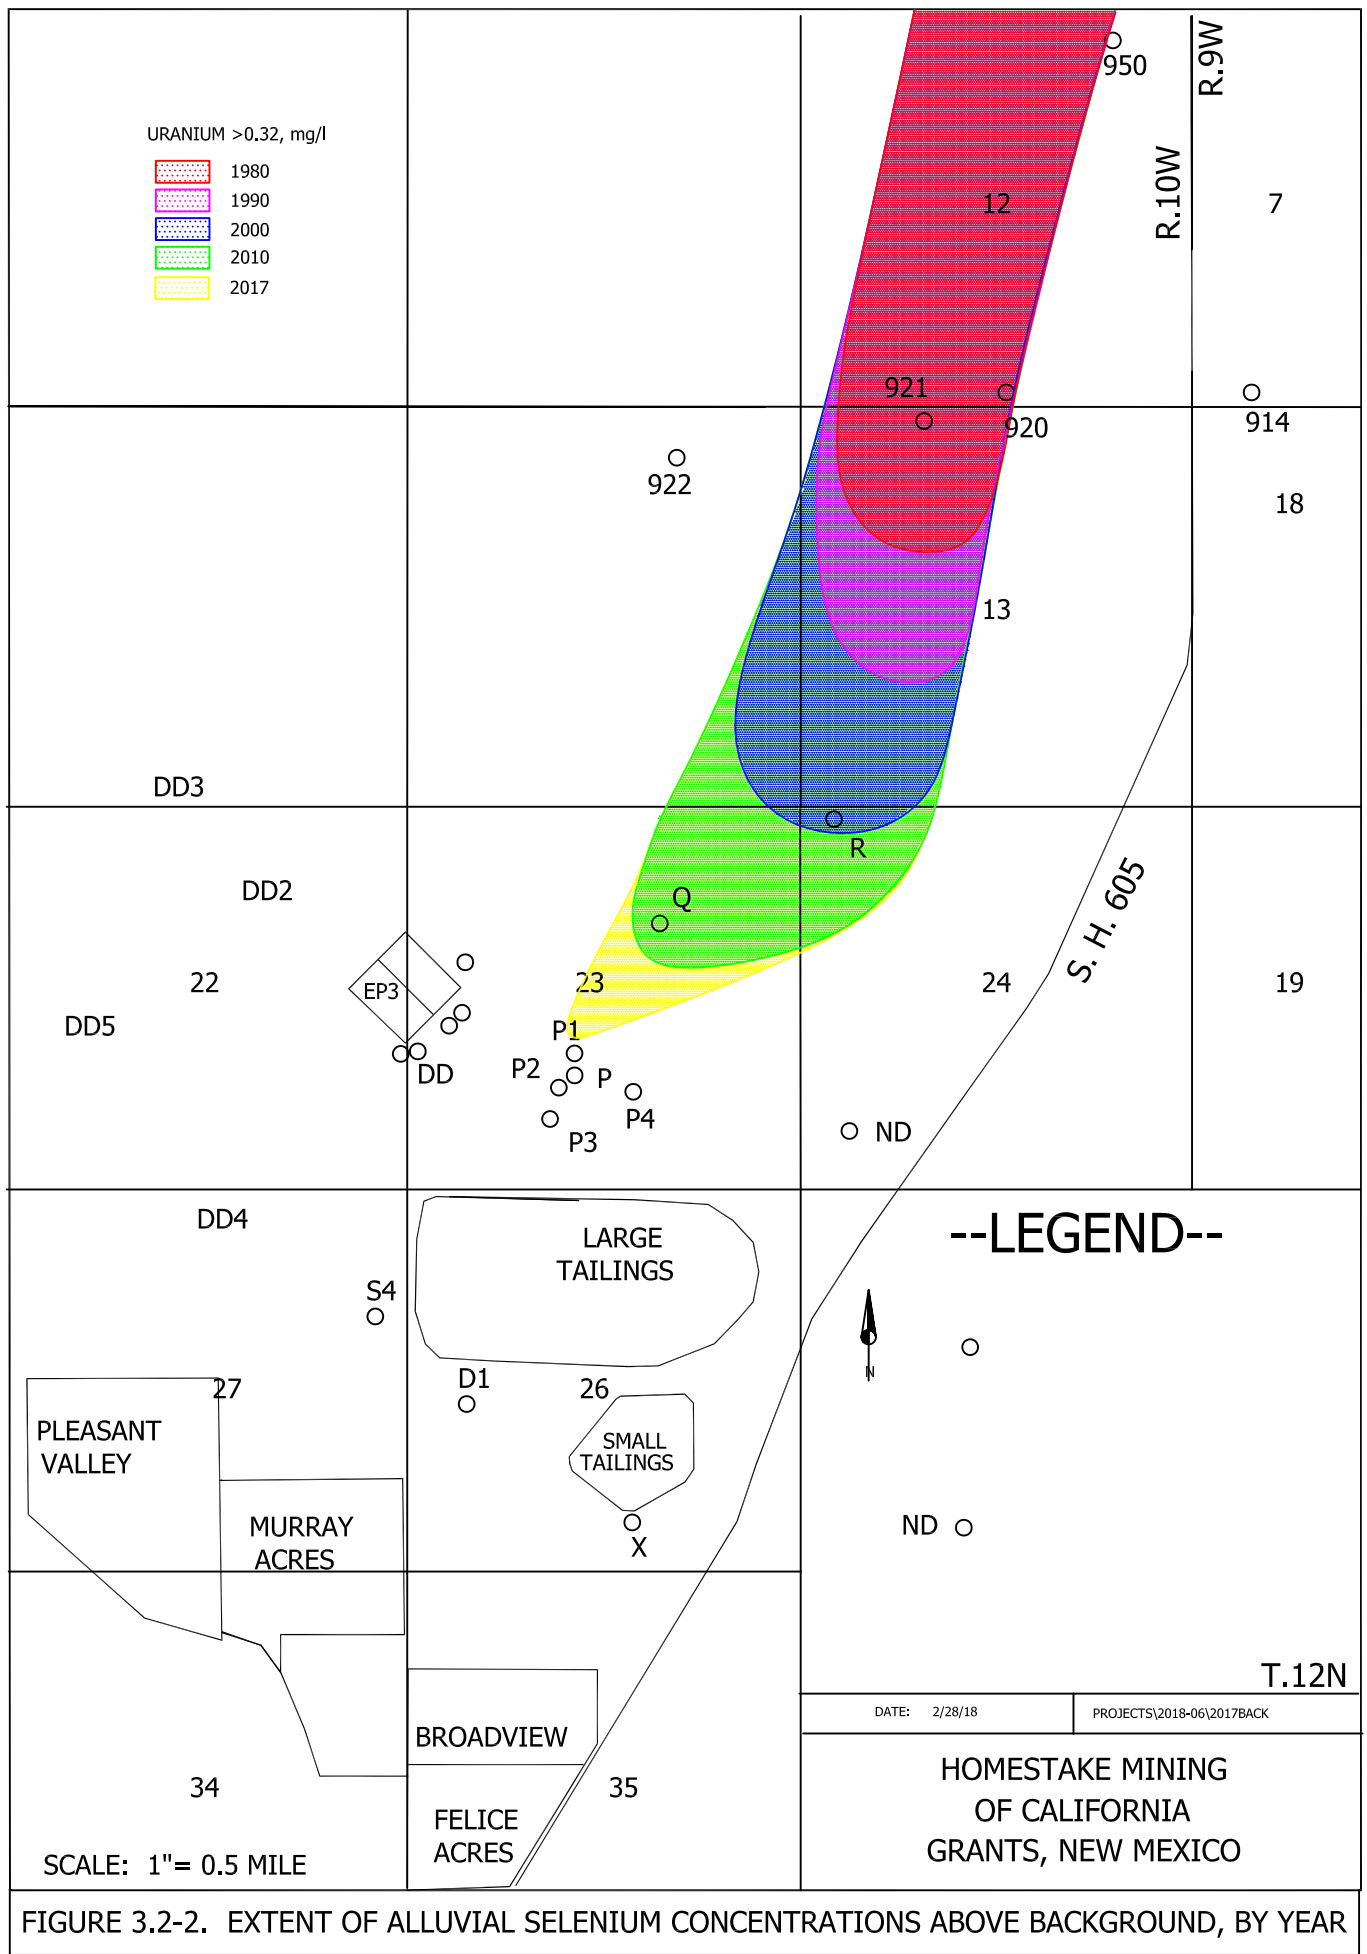 950
R.9W
URANIUM >0.32, mg/l
1980
1990
2000
2010
2017
R.10W
12
7
921
920
914
922
18
13
DD3
R
DD2
Q
S. H. 605
22
EP3
23
24
19
DD5
P1
DD
P2
P
P4
P3
ND
DD4
LARGE
TAILINGS
--LEGEND--
S4
N
D1
27
26
PLEASANT
VALLEY
SMALL
TAILINGS
MURRAY
ACRES
X
ND
T.12N
DATE: 2/28/18
PROJECTS\2018-06\2017BACK
BROADVIEW
34
35
HOMESTAKE MINING
OF CALIFORNIA
GRANTS, NEW MEXICO
FELICE
ACRES
SCALE: 1"= 0.5 MILE
FIGURE 3.2-2. EXTENT OF ALLUVIAL SELENIUM CONCENTRATIONS ABOVE BACKGROUND, BY YEAR